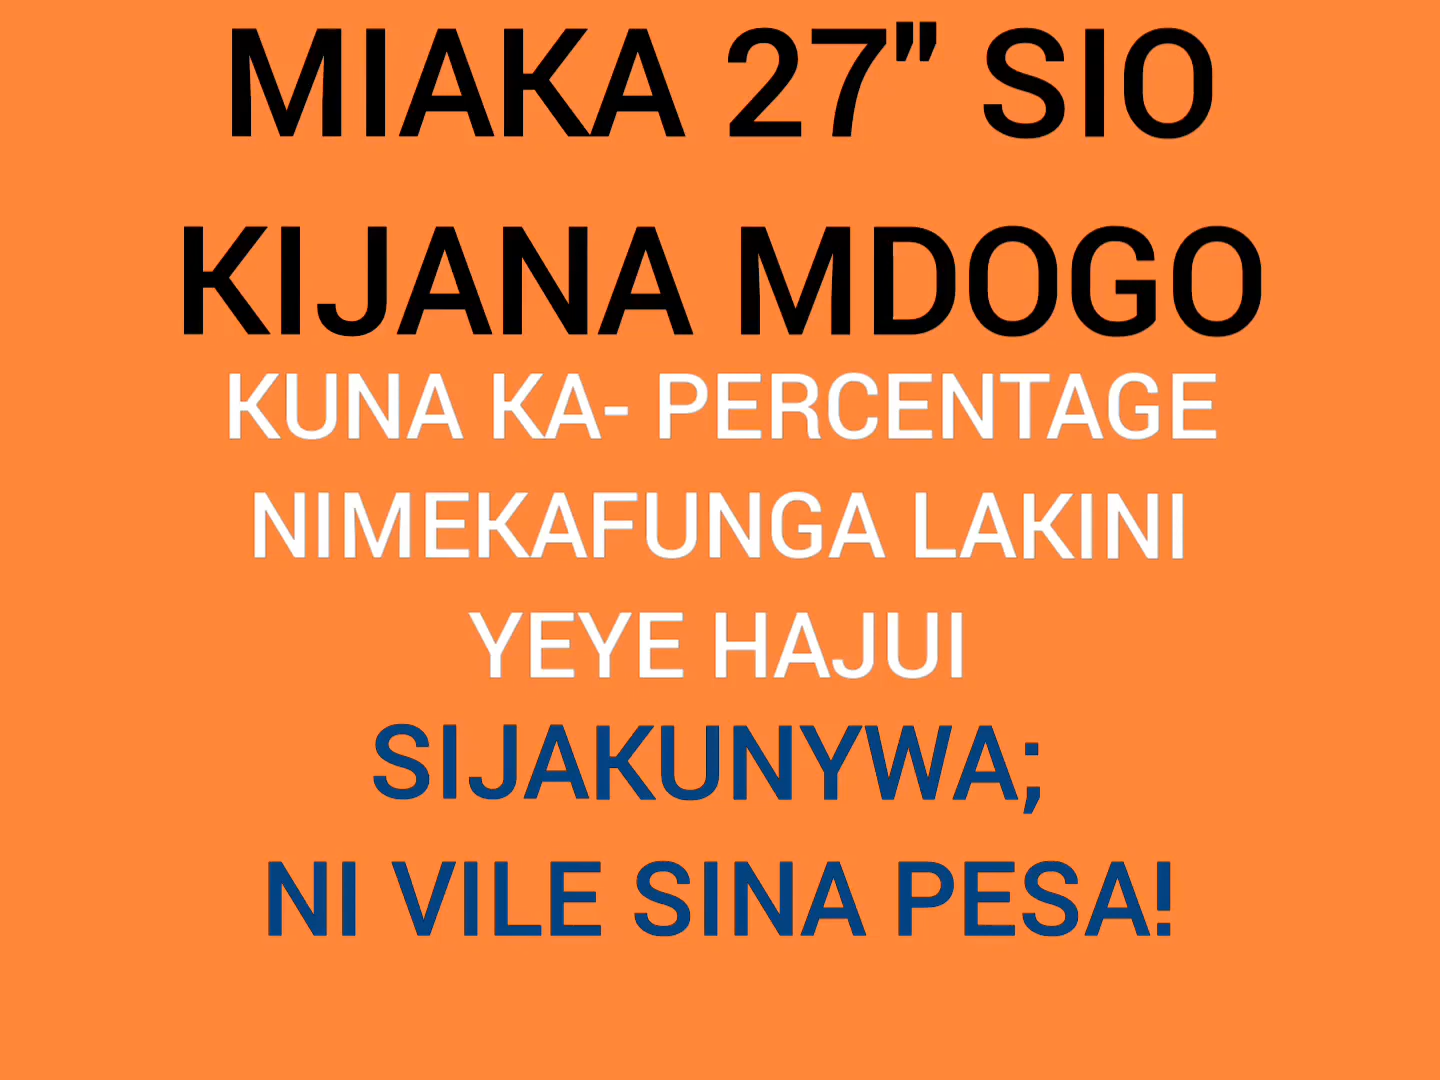 MIAKA 27" SIO
KIJANA MDOGO
KUNA KA- PERCENTAGE
NIMEKAFUNGA LAKINI
YEYE HAJUI
SIJAKUNYWA;
NI VILE SINA PESA!